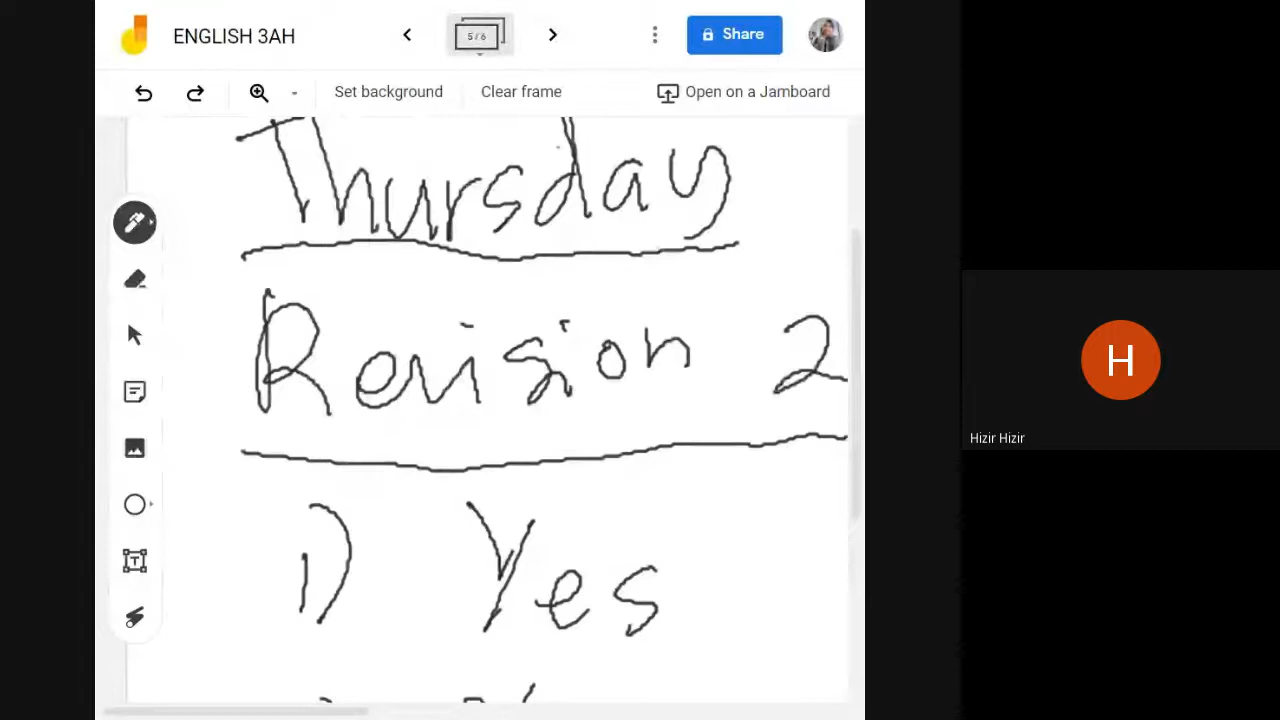 ENGLISH 3AH
5/6
Share
Set background
Clear frame
Open on a Jamboard
Thursday
Revision 2
1) Yes
H
Hizir Hizir